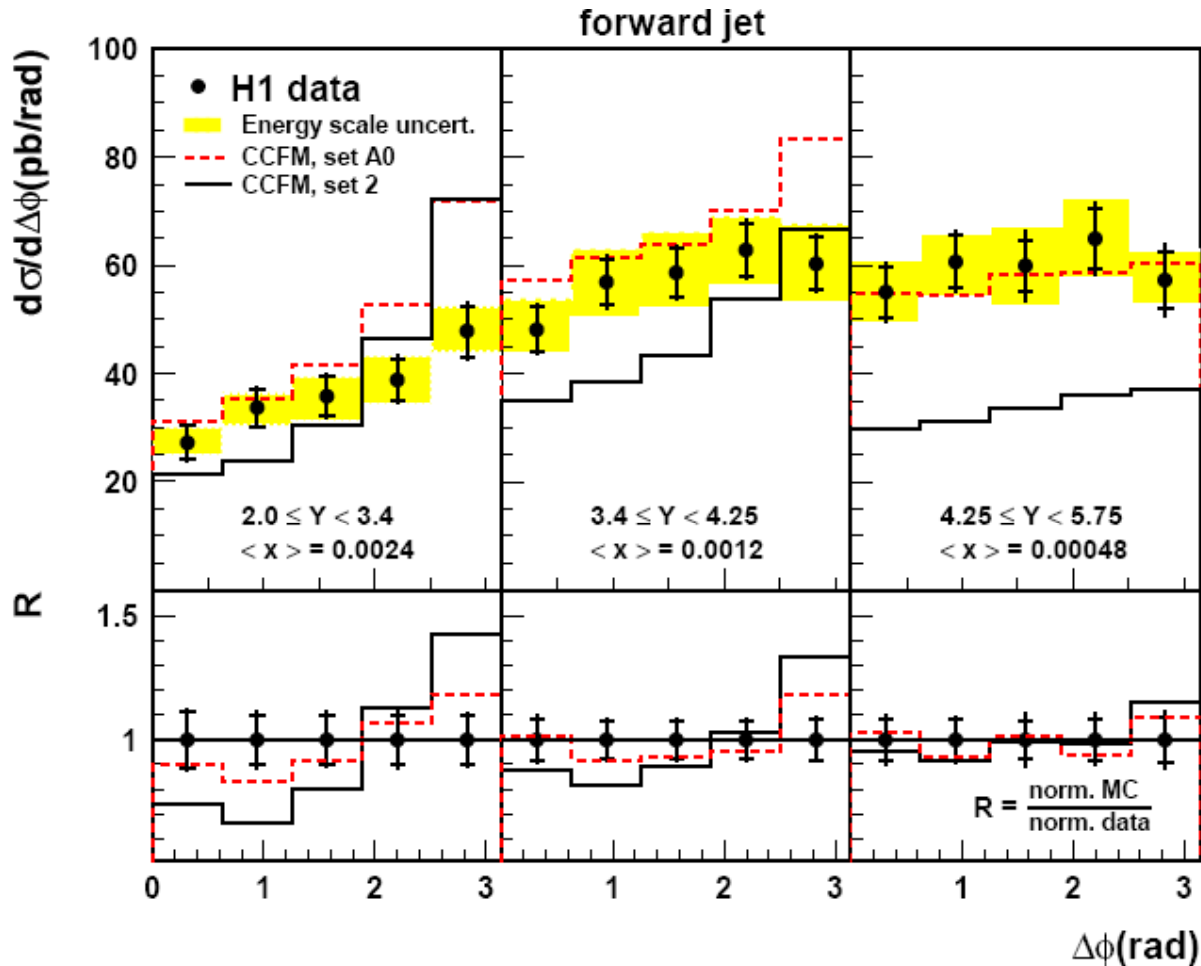 forward jet
dσ/dΔϕ(pb/rad)
100
80
60
40
20
H1 data
Energy scale uncert.
CCFM, set A0
CCFM, set 2
2.0 ≤ Y < 3.4
< x > = 0.0024
3.4 ≤ Y < 4.25
< x > = 0.0012
4.25 ≤ Y < 5.75
< x > = 0.00048
R
1.5
1
R = norm. MC
norm. data
0 1 2 3 1 2 3 1 2 3
Δϕ(rad)